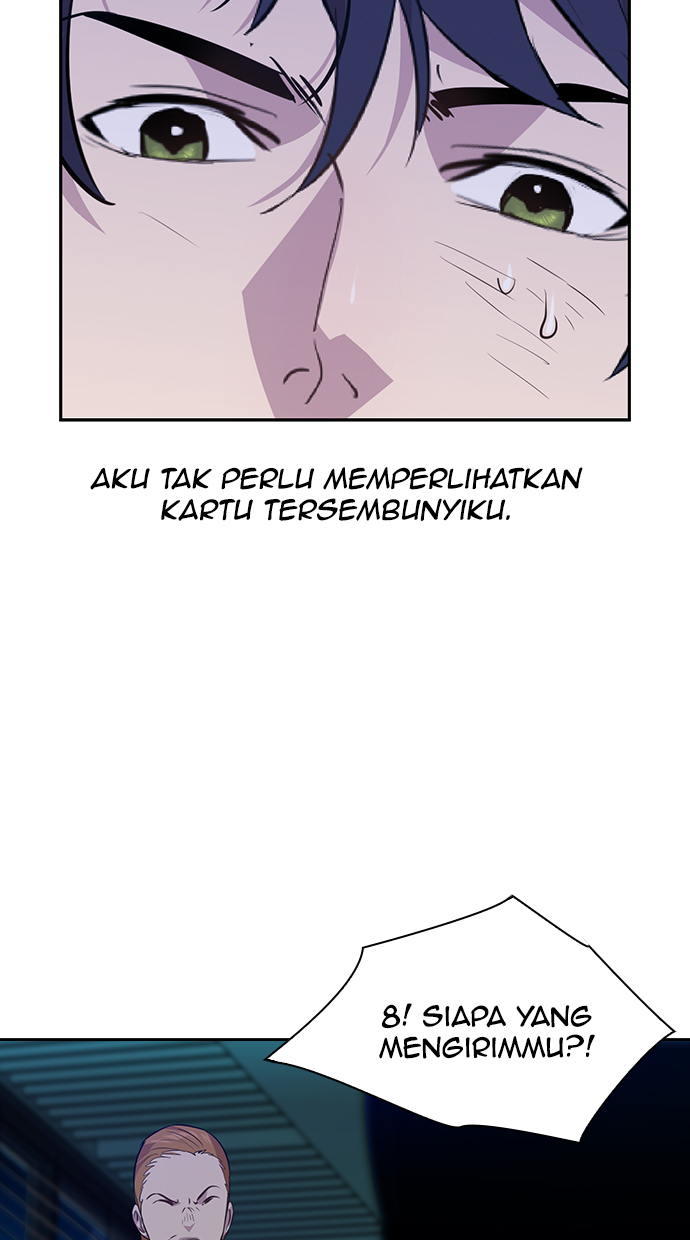 AKU TAK PERLU MEMPERLIHATKAN
KARTU TERSEMBUNYIKU.
8! SIAPA YANG
MENGIRIMMU?!